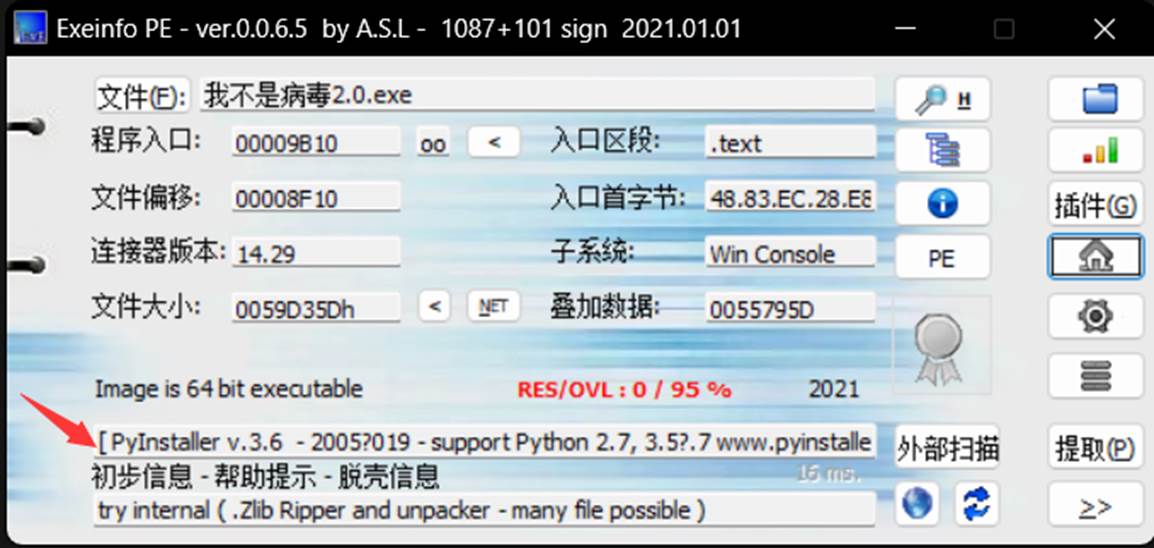 Exeinfo PE - ver.0.0.6.5 by A.S.L - 1087+101 sign 2021.01.01
文件(F): 我不是病毒2.0.exe H
程序入口: 00009B10 oo < 入口区段: .text
文件偏移: 00008F10 入口首字节: 48.83.EC.28.E8 插件(G)
连接器版本: 14.29 子系统: Win Console PE
文件大小: 0059D35Dh < NET 叠加数据: 0055795D
Image is 64 bit executable RES/OVL : 0 / 95 % 2021
[ PyInstaller v.3.6 - 2005?019 - support Python 2.7, 3.5?.7 www.pyinstalle 外部扫描 提取(P)
初步信息 - 帮助提示 - 脱壳信息 16 ms.
try internal ( .Zlib Ripper and unpacker - many file possible ) >>